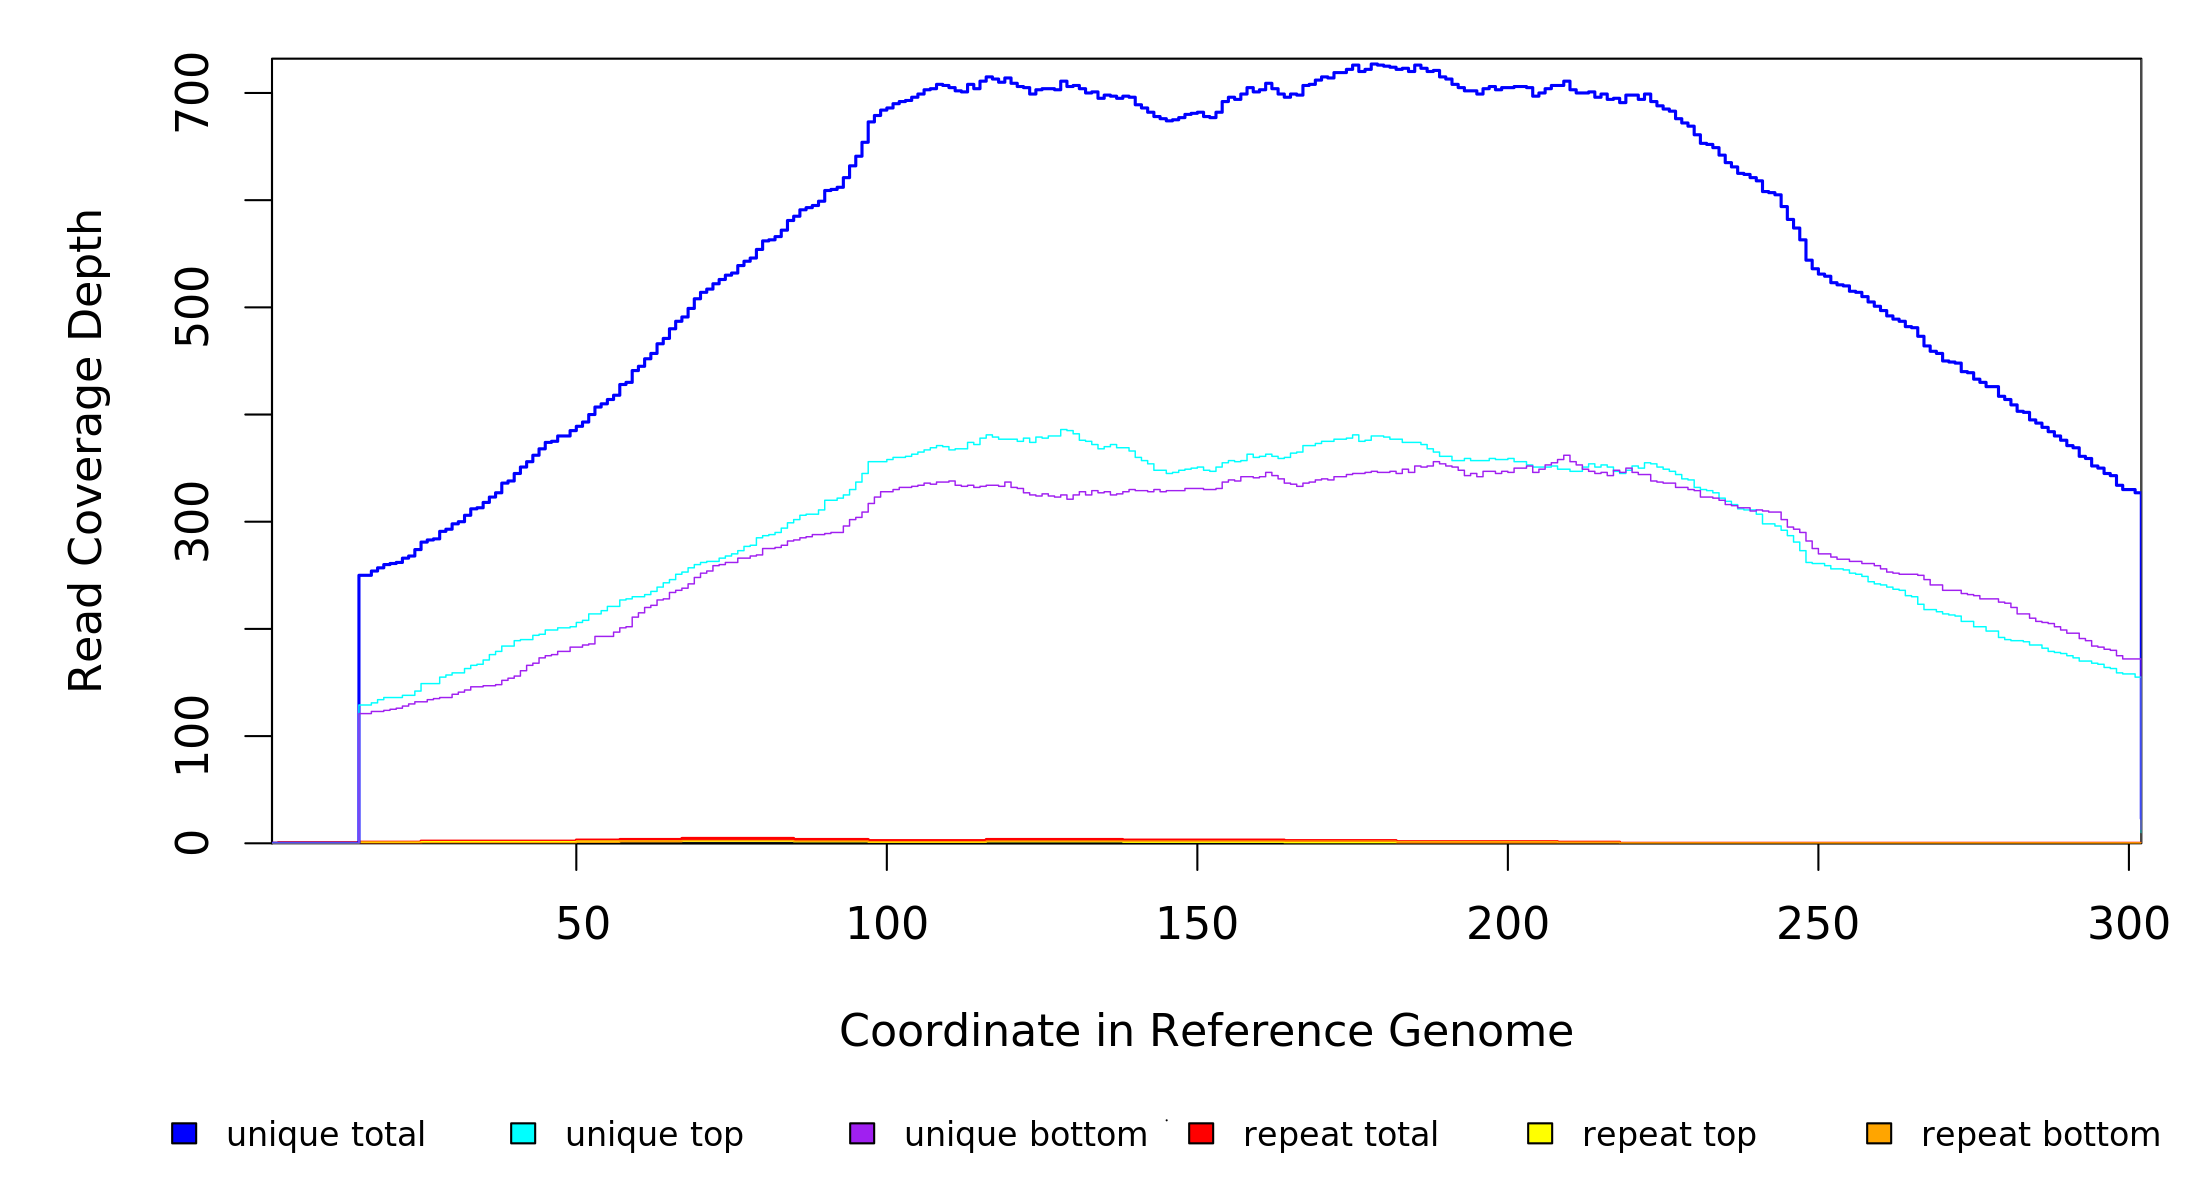 Read Coverage Depth
700
500
300
100
0
50 100 150 200 250 300
Coordinate in Reference Genome
unique total unique top unique bottom repeat total repeat top repeat bottom